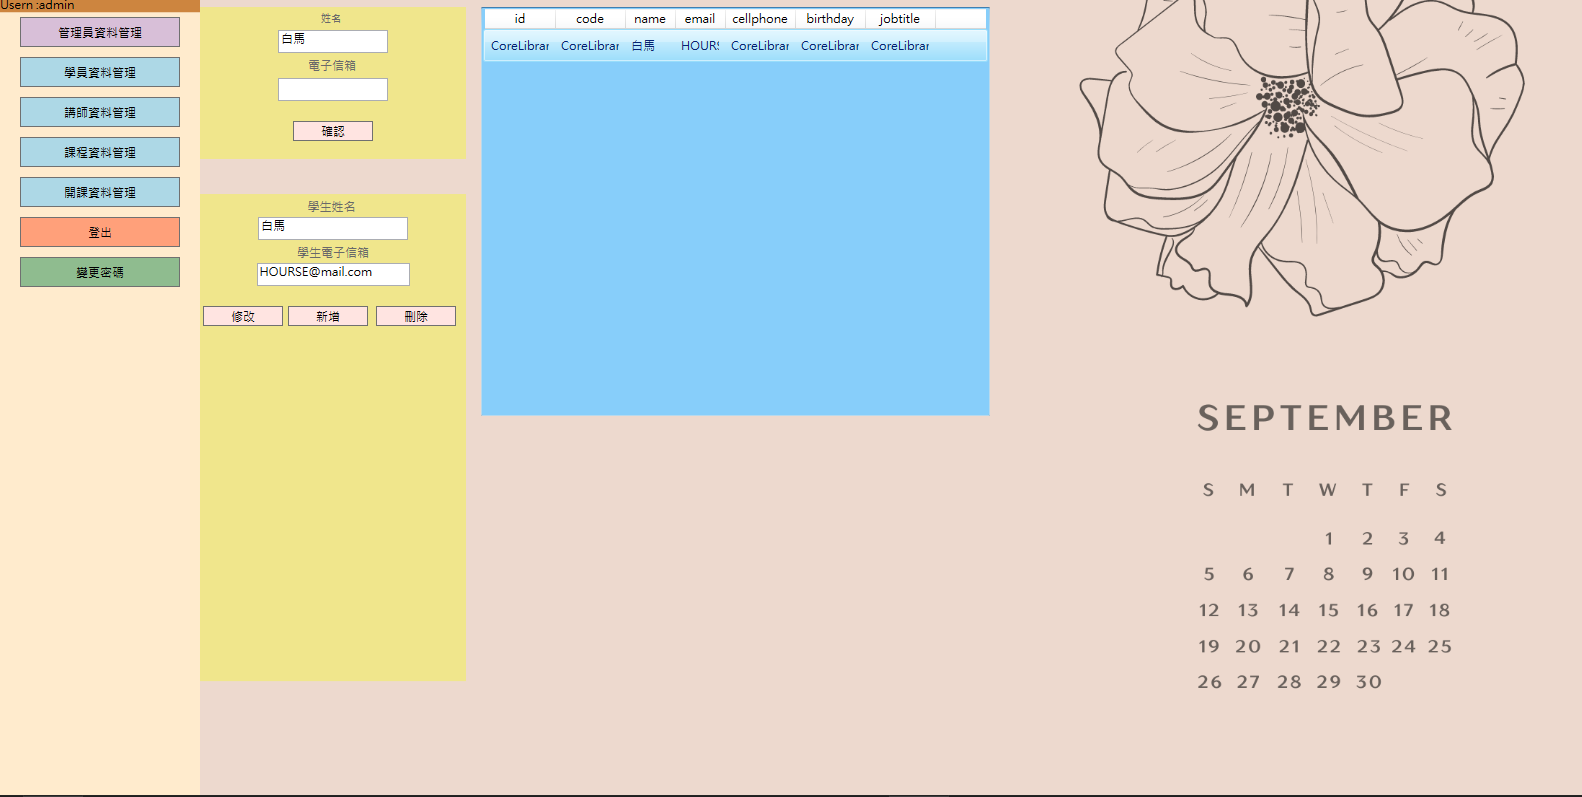 Usern :admin
管理員資料管理
學員資料管理
講師資料管理
課程資料管理
開課資料管理
登出
變更密碼
姓名
白馬
電子信箱
確認
學生姓名
白馬
學生電子信箱
HOURSE@mail.com
修改 新增 刪除
id code name email cellphone birthday jobtitle
CoreLibrar CoreLibrar 白馬 HOURS CoreLibrar CoreLibrar CoreLibrar
SEPTEMBER
S M T W T F S
1 2 3 4
5 6 7 8 9 10 11
12 13 14 15 16 17 18
19 20 21 22 23 24 25
26 27 28 29 30